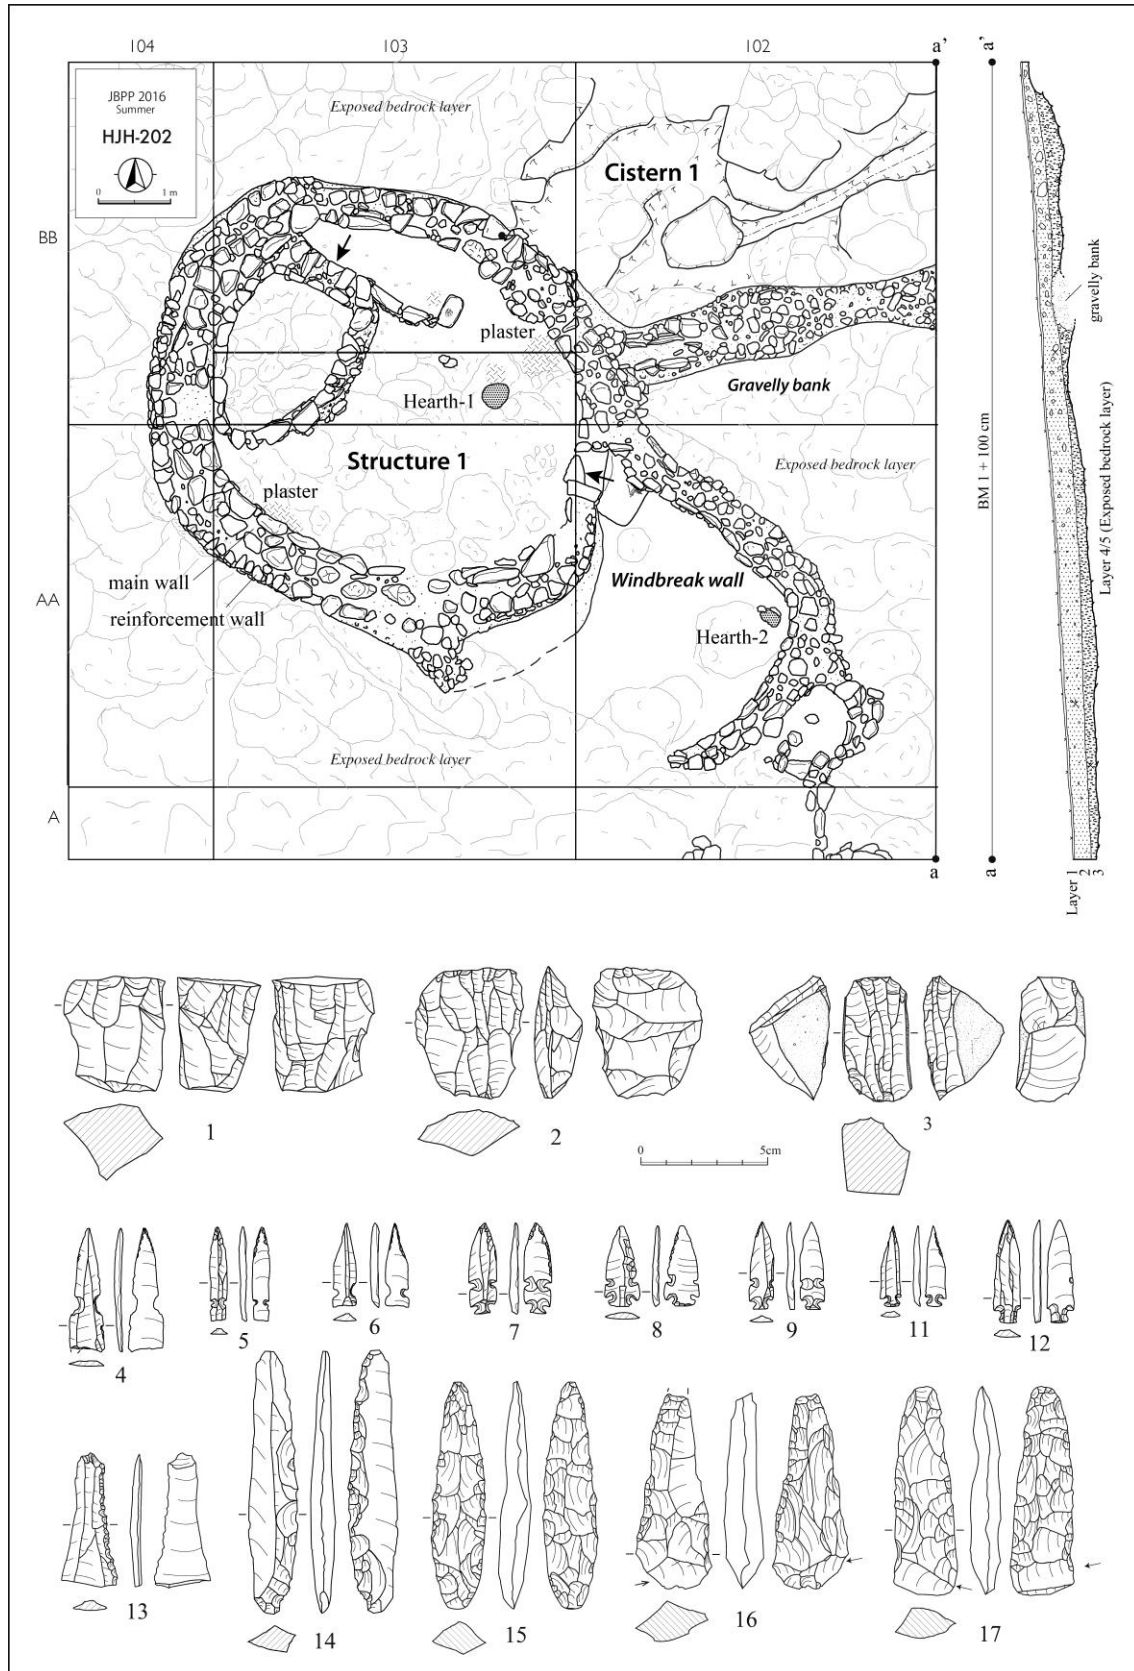 104 103 102 a' a'
JBPP 2016
Summer
HJH-202
0 1 m
Exposed bedrock layer
Cistern 1
BB
plaster
gravelly bank
Hearth-1
Gravelly bank
Structure 1
Exposed bedrock layer
BM 1 + 100 cm
Layer 4/5 (Exposed bedrock layer)
plaster
main wall
Windbreak wall
AA
reinforcement wall
Hearth-2
Exposed bedrock layer
A
a a
Layer 1
2
3
1 2 3
0 5cm
4 5 6 7 8 9 11 12
13 14 15 16 17